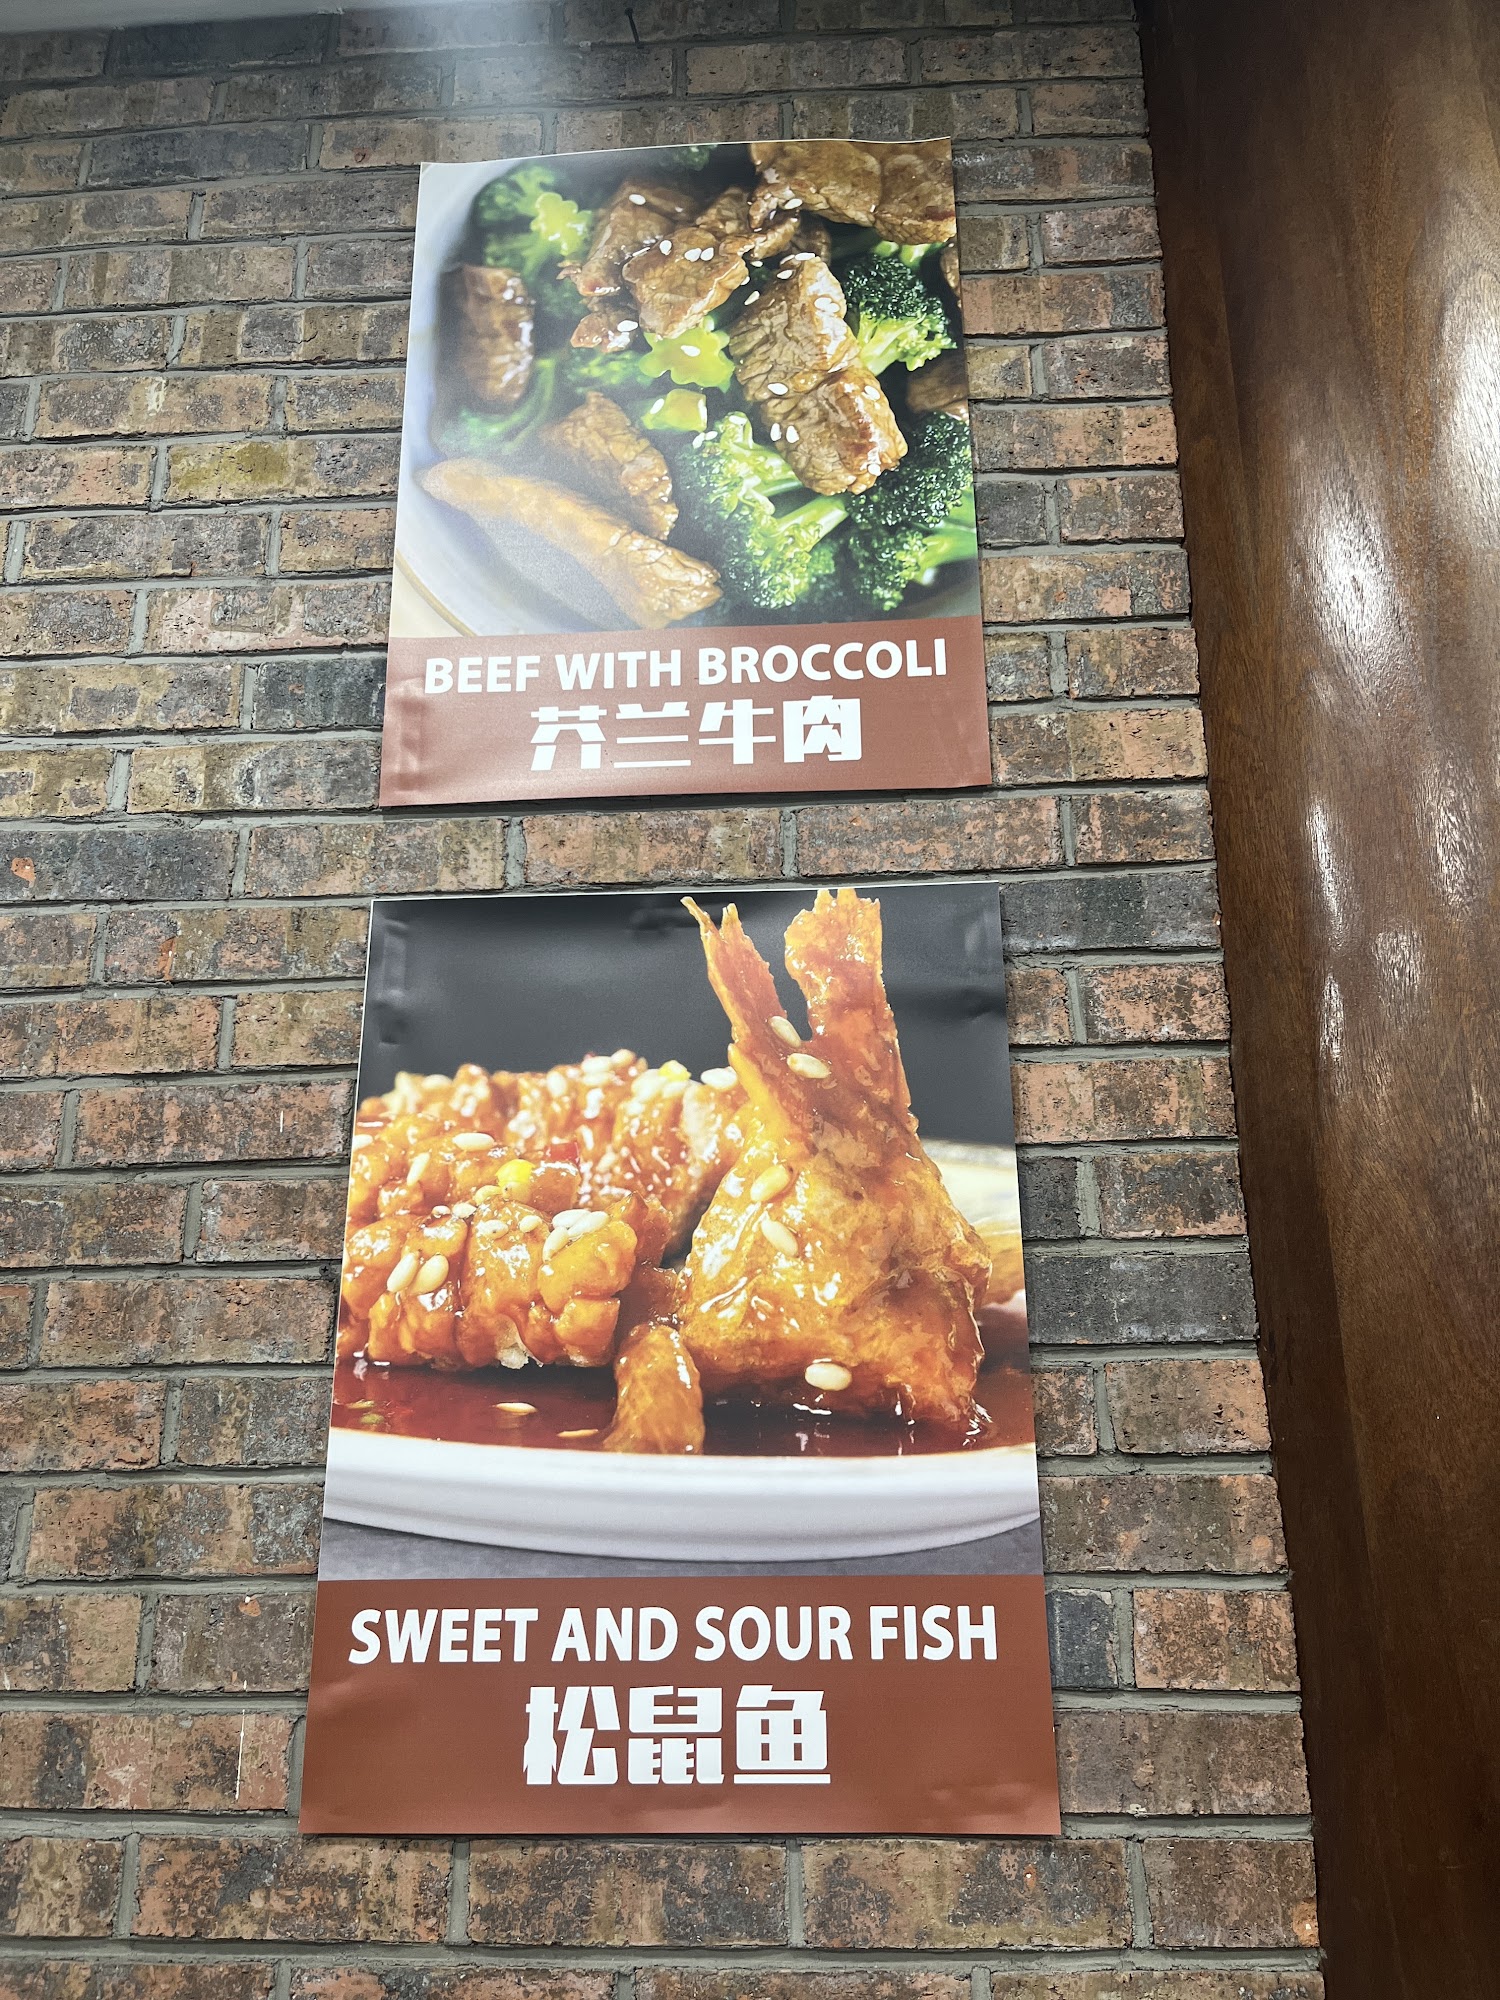 BEEF WITH BROCCOLI
芥兰牛肉
SWEET AND SOUR FISH
松鼠鱼